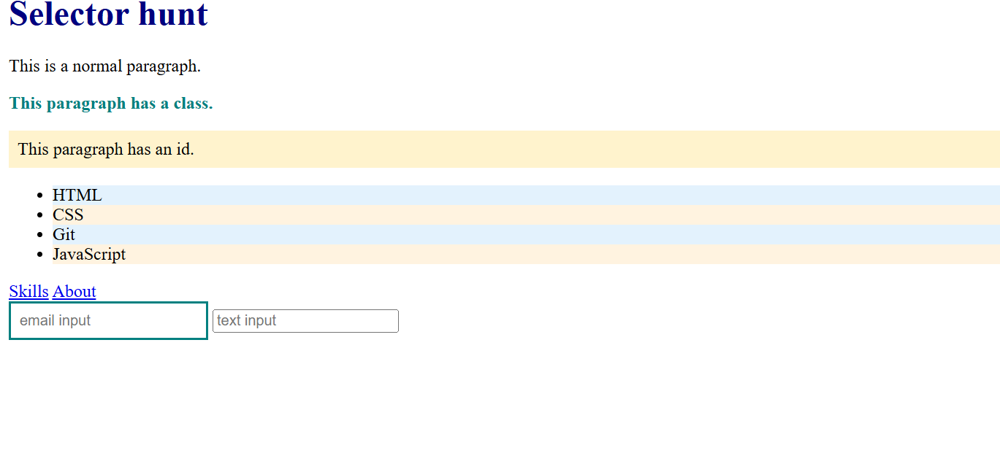 Selector hunt
This is a normal paragraph.
This paragraph has a class.
This paragraph has an id.
HTML
CSS
Git
JavaScript
Skills About
email input text input